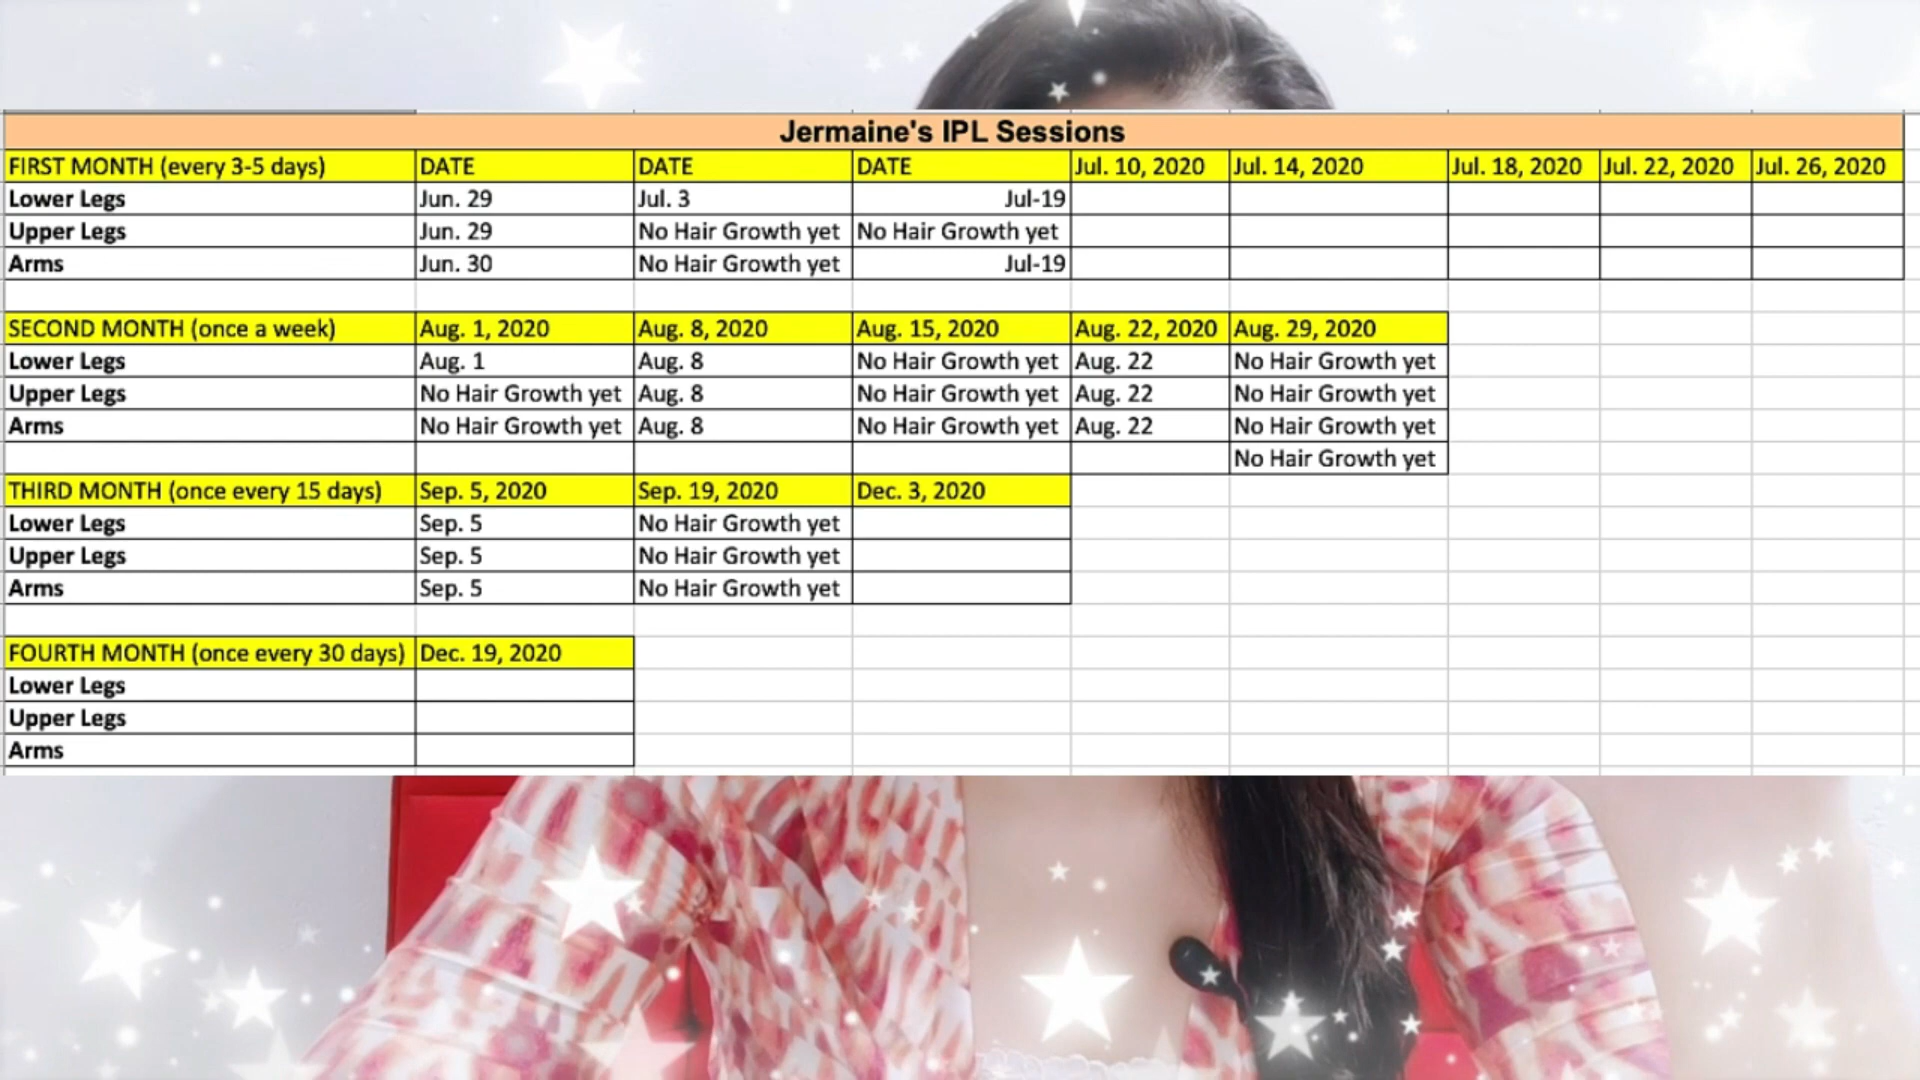 Jermaine's IPL Sessions
FIRST MONTH (every 3-5 days) DATE DATE DATE Jul. 10, 2020 Jul. 14, 2020 Jul. 18, 2020 Jul. 22, 2020 Jul. 26, 2020
Lower Legs Jun. 29 Jul. 3 Jul-19
Upper Legs Jun. 29 No Hair Growth yet No Hair Growth yet
Arms Jun. 30 No Hair Growth yet Jul-19
SECOND MONTH (once a week) Aug. 1, 2020 Aug. 8, 2020 Aug. 15, 2020 Aug. 22, 2020 Aug. 29, 2020
Lower Legs Aug. 1 Aug. 8 No Hair Growth yet Aug. 22 No Hair Growth yet
Upper Legs No Hair Growth yet Aug. 8 No Hair Growth yet Aug. 22 No Hair Growth yet
Arms No Hair Growth yet Aug. 8 No Hair Growth yet Aug. 22 No Hair Growth yet
No Hair Growth yet
THIRD MONTH (once every 15 days) Sep. 5, 2020 Sep. 19, 2020 Dec. 3, 2020
Lower Legs Sep. 5 No Hair Growth yet
Upper Legs Sep. 5 No Hair Growth yet
Arms Sep. 5 No Hair Growth yet
FOURTH MONTH (once every 30 days) Dec. 19, 2020
Lower Legs
Upper Legs
Arms